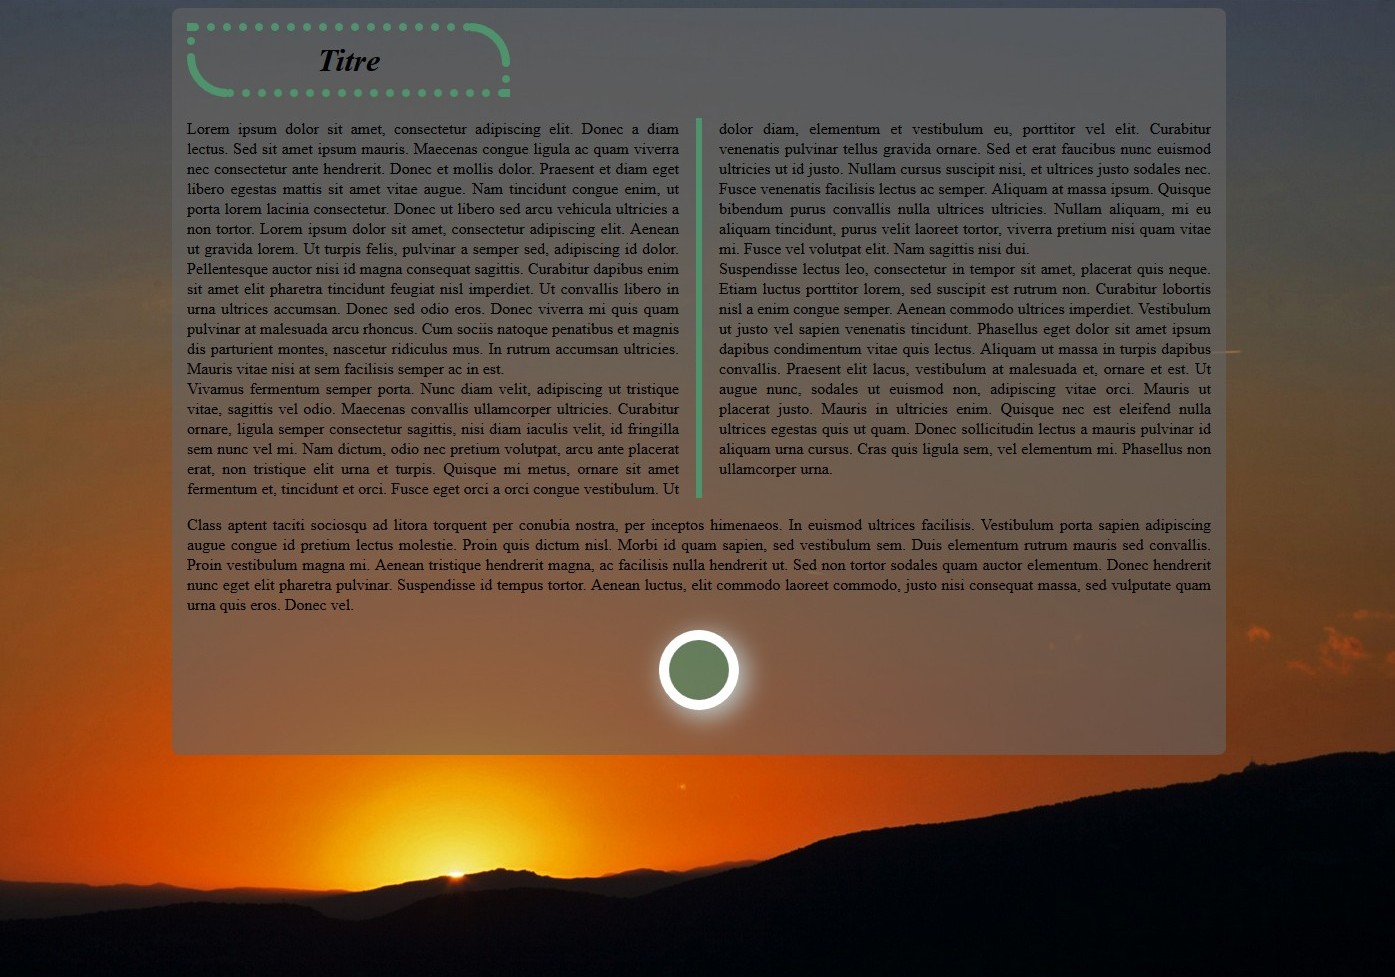 Titre
Lorem ipsum dolor sit amet, consectetur adipiscing elit. Donec a diam
lectus. Sed sit amet ipsum mauris. Maecenas congue ligula ac quam viverra
nec consectetur ante hendrerit. Donec et mollis dolor. Praesent et diam eget
libero egestas mattis sit amet vitae augue. Nam tincidunt congue enim, ut
porta lorem lacinia consectetur. Donec ut libero sed arcu vehicula ultricies a
non tortor. Lorem ipsum dolor sit amet, consectetur adipiscing elit. Aenean
ut gravida lorem. Ut turpis felis, pulvinar a semper sed, adipiscing id dolor.
Pellentesque auctor nisi id magna consequat sagittis. Curabitur dapibus enim
sit amet elit pharetra tincidunt feugiat nisl imperdiet. Ut convallis libero in
urna ultrices accumsan. Donec sed odio eros. Donec viverra mi quis quam
pulvinar at malesuada arcu rhoncus. Cum sociis natoque penatibus et magnis
dis parturient montes, nascetur ridiculus mus. In rutrum accumsan ultricies.
Mauris vitae nisi at sem facilisis semper ac in est.
Vivamus fermentum semper porta. Nunc diam velit, adipiscing ut tristique
vitae, sagittis vel odio. Maecenas convallis ullamcorper ultricies. Curabitur
ornare, ligula semper consectetur sagittis, nisi diam iaculis velit, id fringilla
sem nunc vel mi. Nam dictum, odio nec pretium volutpat, arcu ante placerat
erat, non tristique elit urna et turpis. Quisque mi metus, ornare sit amet
fermentum et, tincidunt et orci. Fusce eget orci a orci congue vestibulum. Ut
dolor diam, elementum et vestibulum eu, porttitor vel elit. Curabitur
venenatis pulvinar tellus gravida ornare. Sed et erat faucibus nunc euismod
ultricies ut id justo. Nullam cursus suscipit nisi, et ultrices justo sodales nec.
Fusce venenatis facilisis lectus ac semper. Aliquam at massa ipsum. Quisque
bibendum purus convallis nulla ultrices ultricies. Nullam aliquam, mi eu
aliquam tincidunt, purus velit laoreet tortor, viverra pretium nisi quam vitae
mi. Fusce vel volutpat elit. Nam sagittis nisi dui.
Suspendisse lectus leo, consectetur in tempor sit amet, placerat quis neque.
Etiam luctus porttitor lorem, sed suscipit est rutrum non. Curabitur lobortis
nisl a enim congue semper. Aenean commodo ultrices imperdiet. Vestibulum
ut justo vel sapien venenatis tincidunt. Phasellus eget dolor sit amet ipsum
dapibus condimentum vitae quis lectus. Aliquam ut massa in turpis dapibus
convallis. Praesent elit lacus, vestibulum at malesuada et, ornare et est. Ut
augue nunc, sodales ut euismod non, adipiscing vitae orci. Mauris ut
placerat justo. Mauris in ultricies enim. Quisque nec est eleifend nulla
ultrices egestas quis ut quam. Donec sollicitudin lectus a mauris pulvinar id
aliquam urna cursus. Cras quis ligula sem, vel elementum mi. Phasellus non
ullamcorper urna.
Class aptent taciti sociosqu ad litora torquent per conubia nostra, per inceptos himenaeos. In euismod ultrices facilisis. Vestibulum porta sapien adipiscing
augue congue id pretium lectus molestie. Proin quis dictum nisl. Morbi id quam sapien, sed vestibulum sem. Duis elementum rutrum mauris sed convallis.
Proin vestibulum magna mi. Aenean tristique hendrerit magna, ac facilisis nulla hendrerit ut. Sed non tortor sodales quam auctor elementum. Donec hendrerit
nunc eget elit pharetra pulvinar. Suspendisse id tempus tortor. Aenean luctus, elit commodo laoreet commodo, justo nisi consequat massa, sed vulputate quam
urna quis eros. Donec vel.